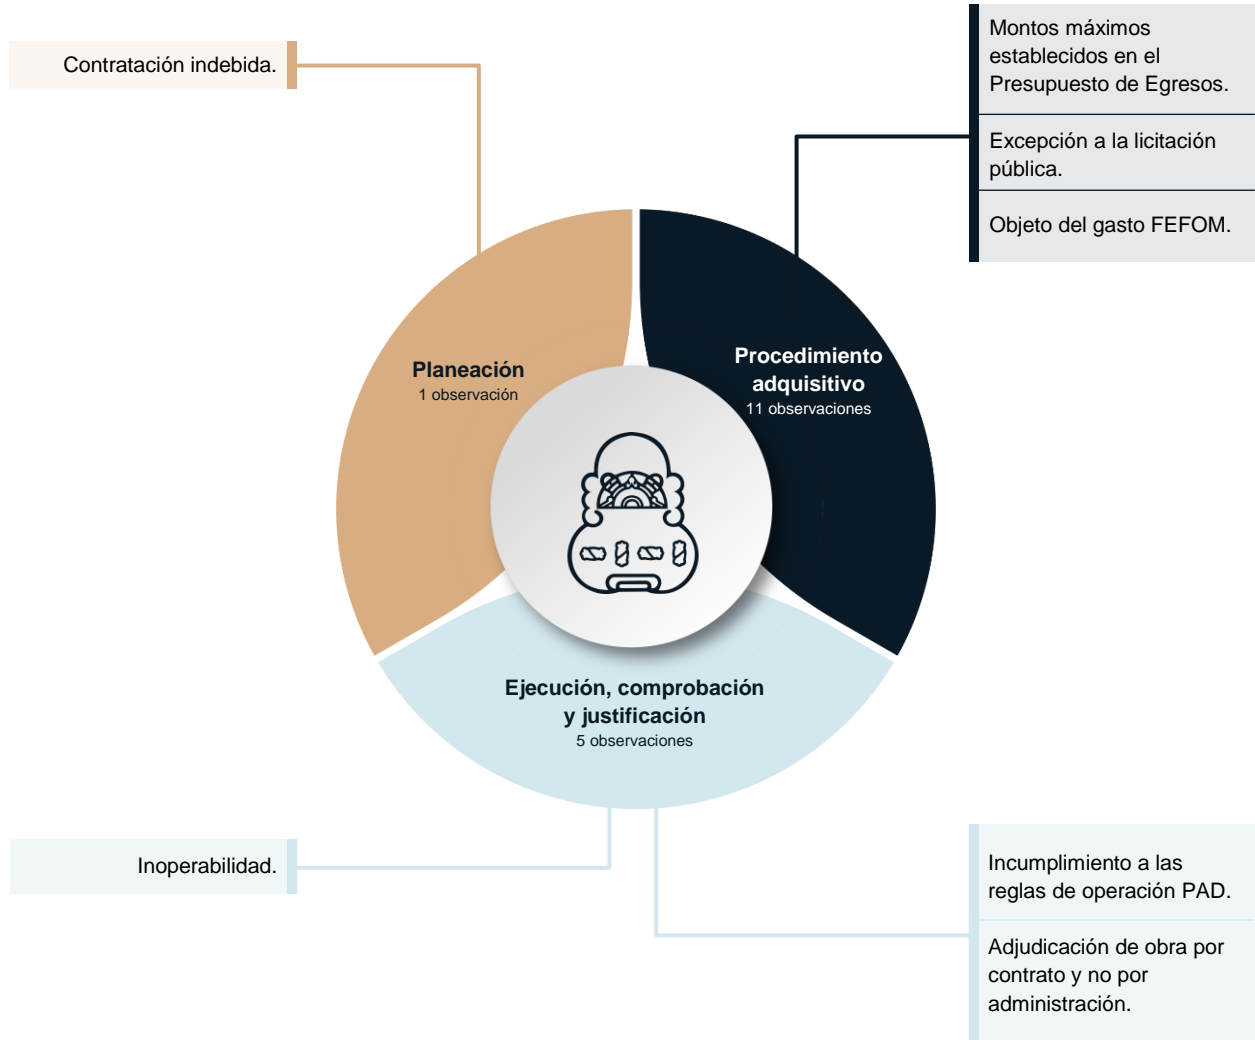 Contratación indebida.
Montos máximos
establecidos en el
Presupuesto de Egresos.
Excepción a la licitación
pública.
Objeto del gasto FEFOM.
Planeación
1 observación
Procedimiento
adquisitivo
11 observaciones
Ejecución, comprobación
y justificación
5 observaciones
Inoperabilidad.
Incumplimiento a las
reglas de operación PAD.
Adjudicación de obra por
contrato y no por
administración.